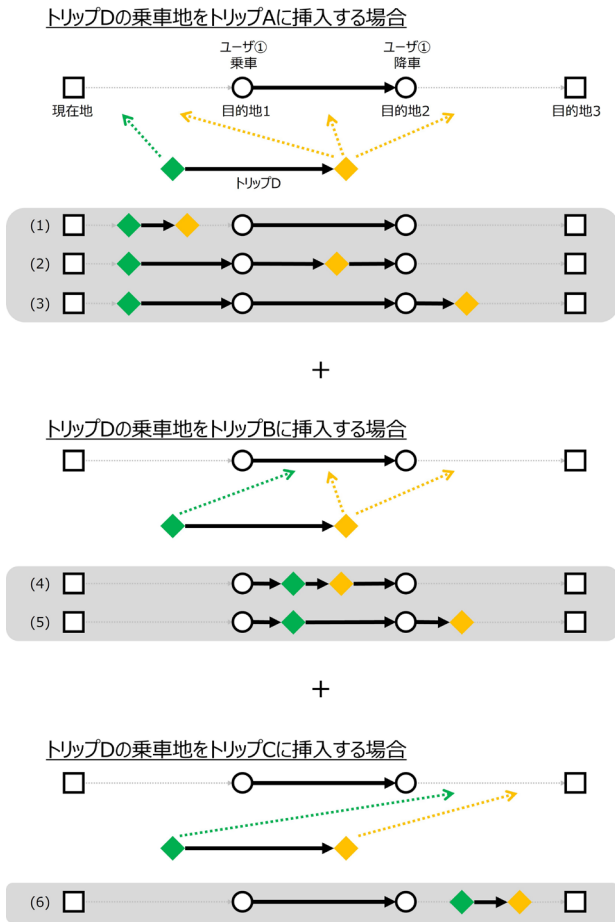 トリップDの乗車地をトリップAに挿入する場合
ユーザ①
乗車
ユーザ①
降車
現在地
目的地1
目的地2
目的地3
トリップD
(1)
(2)
(3)
+
トリップDの乗車地をトリップBに挿入する場合
(4)
(5)
+
トリップDの乗車地をトリップCに挿入する場合
(6)